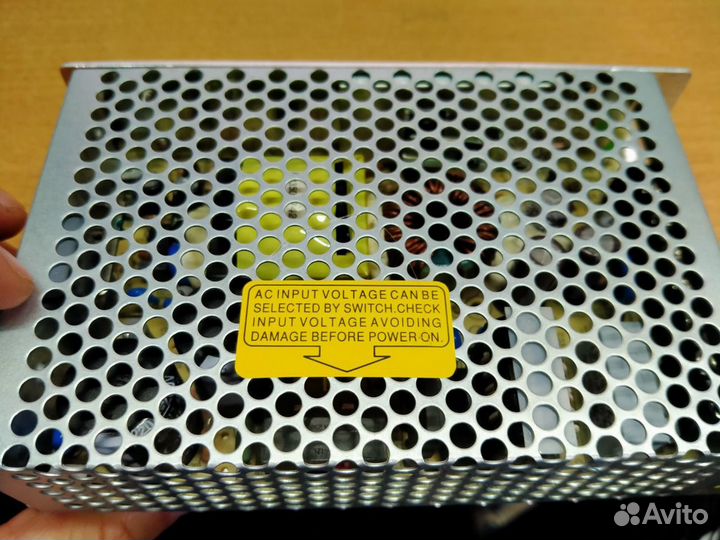 AC INPUT VOLTAGE CAN BE
SELECTED BY SWITCH.CHECK
INPUT VOLTAGE AVOIDING
DAMAGE BEFORE POWER ON.
Avito